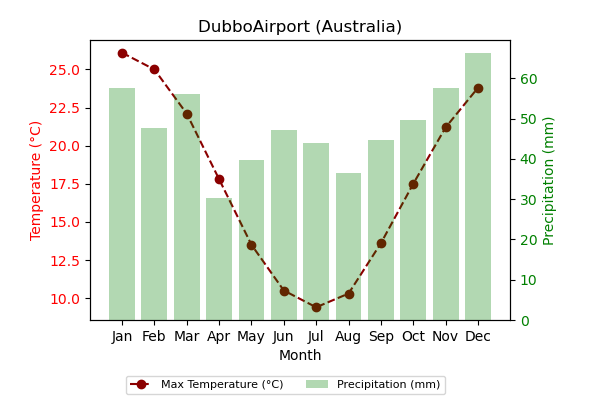 DubboAirport (Australia)
Temperature (°C)
25.0
22.5
20.0
17.5
15.0
12.5
10.0
Precipitation (mm)
60
50
40
30
20
10
0
Jan Feb Mar Apr May Jun Jul Aug Sep Oct Nov Dec
Month
Max Temperature (°C) Precipitation (mm)